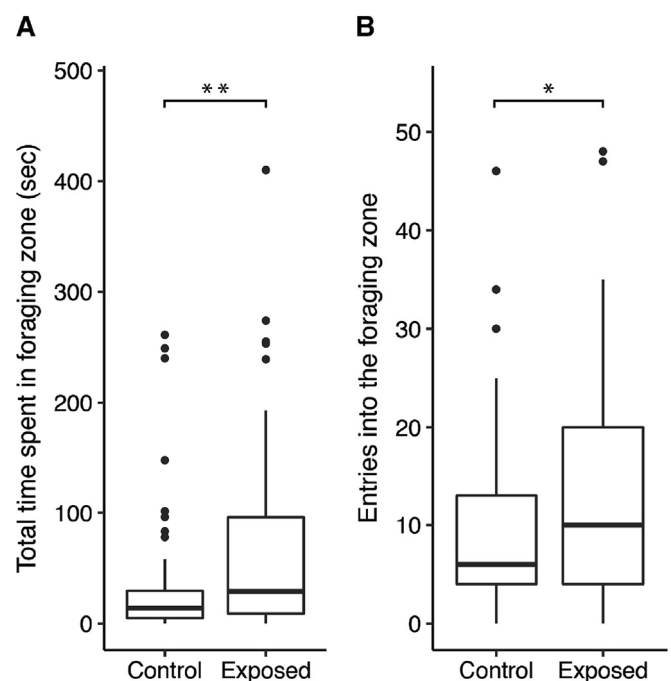 A
Total time spent in foraging zone (sec)
500
400
300
200
100
0
**
Control Exposed
B
Entries into the foraging zone
50
40
30
20
10
0
*
Control Exposed